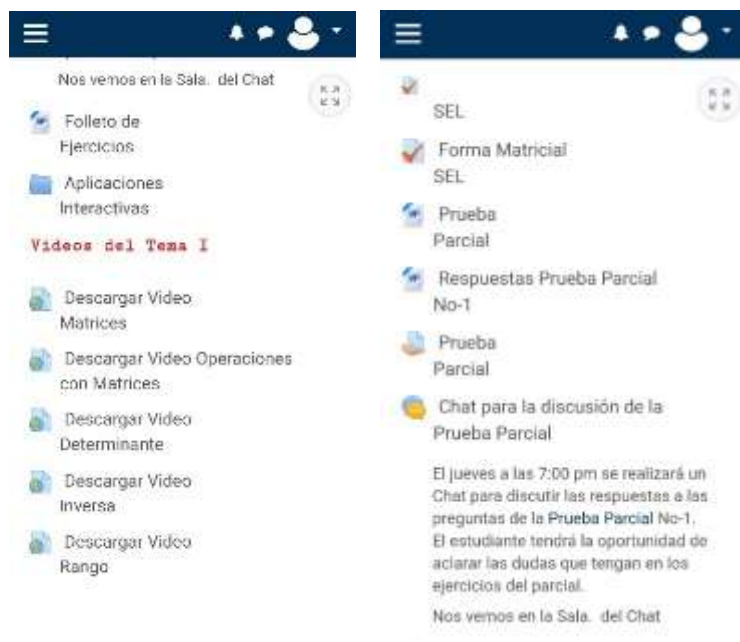 Nos vemos en la Sala. del Chat
Folleto de
Ejercicios
Aplicaciones
Interactivas
Videos del Tema I
Descargar Video
Matrices
Descargar Video Operaciones
con Matrices
Descargar Video
Determinante
Descargar Video
Inversa
Descargar Video
Rango
SEL
Forma Matricial
SEL
Prueba
Parcial
Respuestas Prueba Parcial
No-1
Prueba
Parcial
Chat para la discusión de la
Prueba Parcial
El jueves a las 7:00 pm se realizará un
Chat para discutir las respuestas a las
preguntas de la Prueba Parcial No-1.
El estudiante tendrá la oportunidad de
aclarar las dudas que tengan en los
ejercicios del parcial.
Nos vemos en la Sala. del Chat